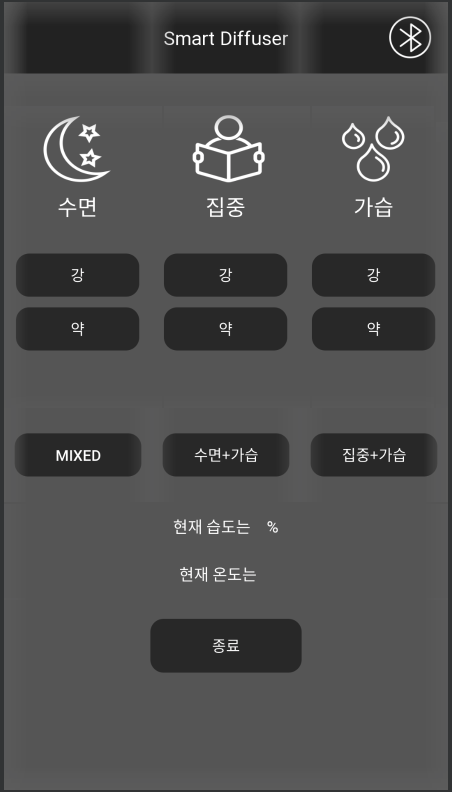 Smart Diffuser
수면 집중 가습
강 강 강
약 약 약
MIXED 수면+가습 집중+가습
현재 습도는 %
현재 온도는
종료